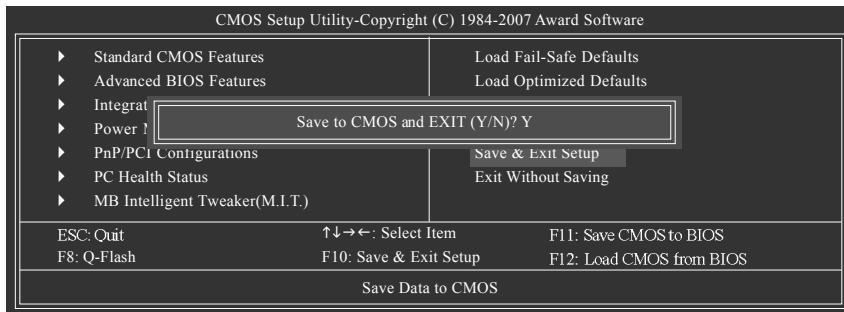 CMOS Setup Utility-Copyright (C) 1984-2007 Award Software
Standard CMOS Features
Advanced BIOS Features
Integrat
Power
PnP/PCI Configurations
PC Health Status
MB Intelligent Tweaker(M.I.T.)
Load Fail-Safe Defaults
Load Optimized Defaults
Save & Exit Setup
Exit Without Saving
Save to CMOS and EXIT (Y/N)? Y
ESC: Quit
↑↓→←: Select Item
F11: Save CMOS to BIOS
F8: Q-Flash
F10: Save & Exit Setup
F12: Load CMOS from BIOS
Save Data to CMOS